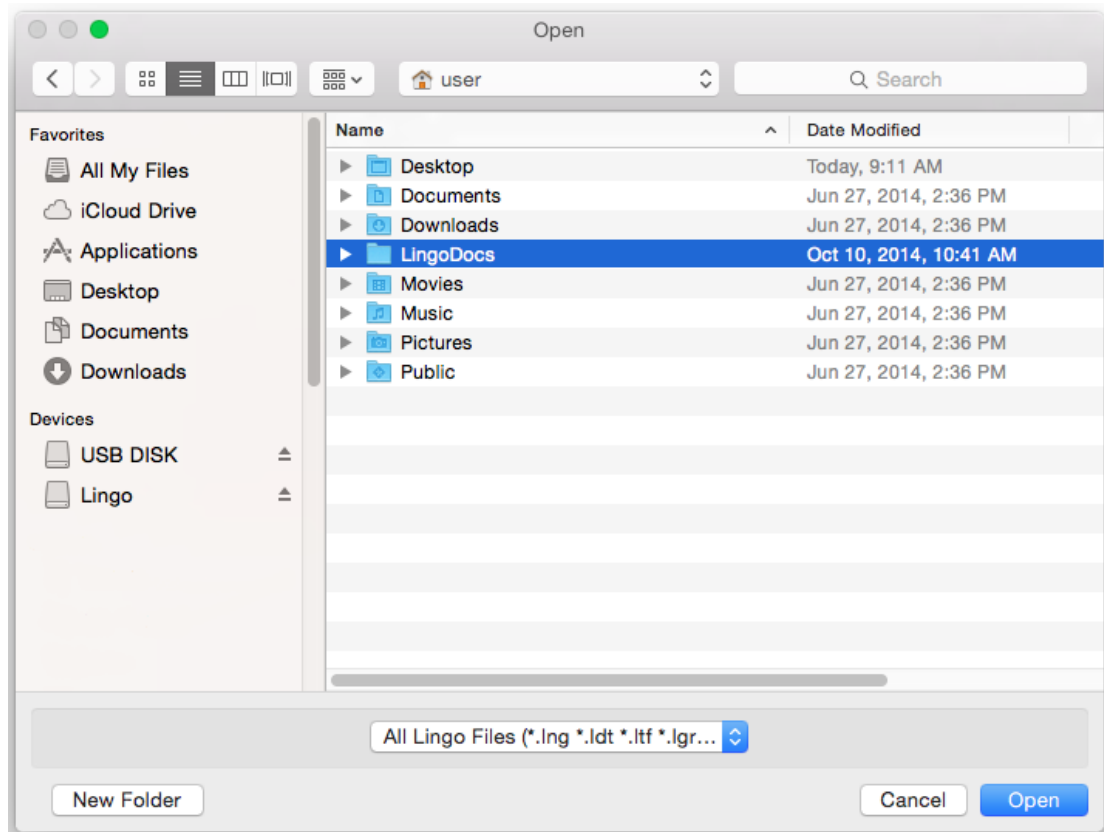 Open
user
Search
Favorites
All My Files
iCloud Drive
Applications
Desktop
Documents
Downloads
Devices
USB DISK
Lingo
Name Date Modified
Desktop Today, 9:11 AM
Documents Jun 27, 2014, 2:36 PM
Downloads Jun 27, 2014, 2:36 PM
LingoDocs Oct 10, 2014, 10:41 AM
Movies Jun 27, 2014, 2:36 PM
Music Jun 27, 2014, 2:36 PM
Pictures Jun 27, 2014, 2:36 PM
Public Jun 27, 2014, 2:36 PM
All Lingo Files (*.lng *.ldt *.ltf *.lgr...
New Folder Cancel Open